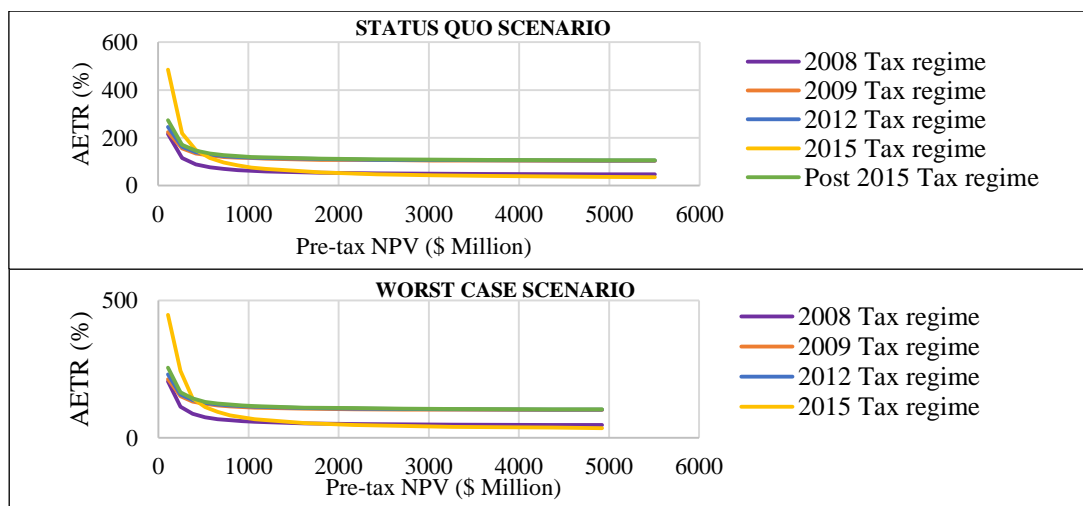 STATUS QUO SCENARIO
600
400
200
0
AETR (%)
0 1000 2000 3000 4000 5000 6000
Pre-tax NPV ($ Million)
2008 Tax regime
2009 Tax regime
2012 Tax regime
2015 Tax regime
Post 2015 Tax regime
WORST CASE SCENARIO
500
0
AETR (%)
0 1000 2000 3000 4000 5000 6000
Pre-tax NPV ($ Million)
2008 Tax regime
2009 Tax regime
2012 Tax regime
2015 Tax regime